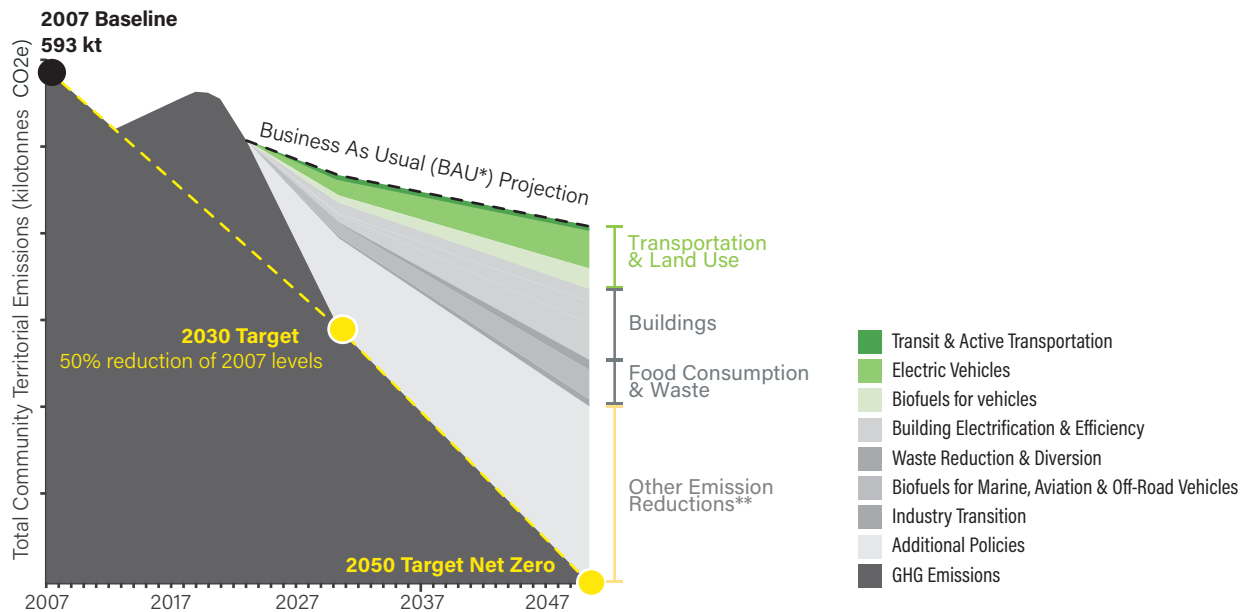 2007 Baseline
593 kt
Total Community Territorial Emissions (kilotonnes CO2e)
Business As Usual (BAU*) Projection
2030 Target
50% reduction of 2007 levels
2050 Target Net Zero
Transportation
& Land Use
Buildings
Food Consumption
& Waste
Other Emission
Reductions**
Transit & Active Transportation
Electric Vehicles
Biofuels for vehicles
Building Electrification & Efficiency
Waste Reduction & Diversion
Biofuels for Marine, Aviation & Off-Road Vehicles
Industry Transition
Additional Policies
GHG Emissions
2007 2017 2027 2037 2047